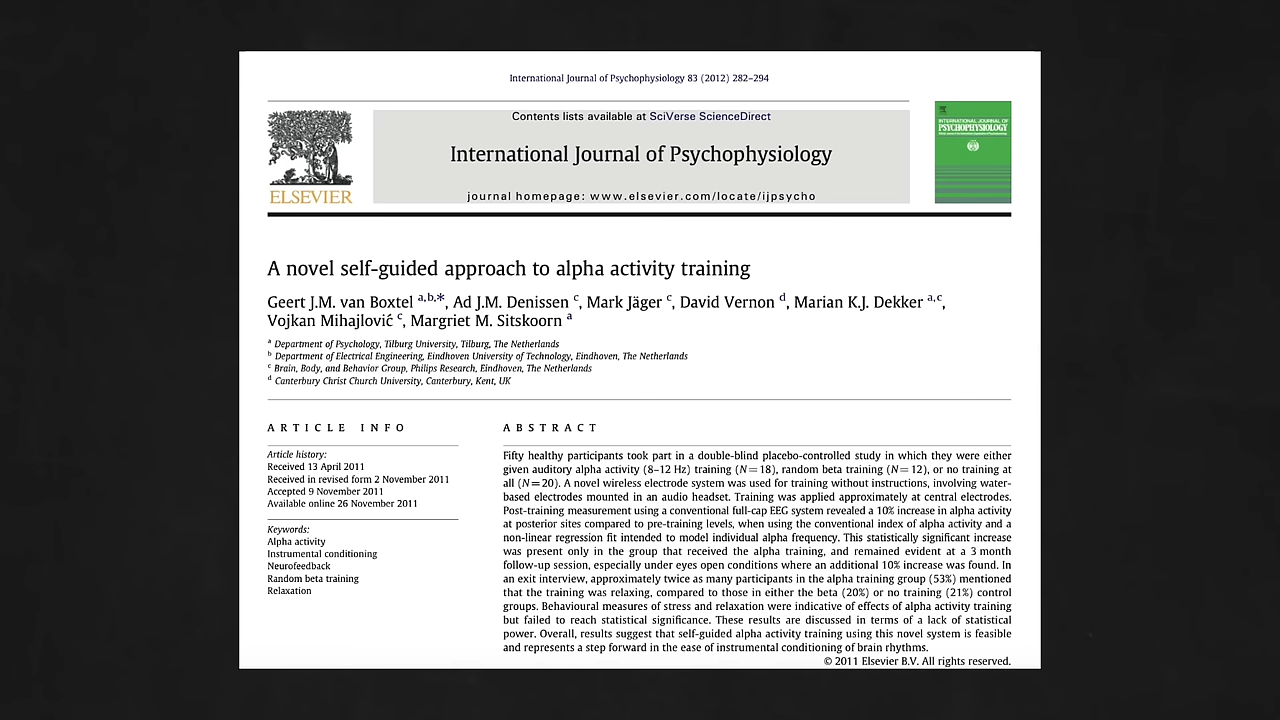 International Journal of Psychophysiology 83 (2012) 282–294
Contents lists available at SciVerse ScienceDirect
International Journal of Psychophysiology
journal homepage: www.elsevier.com/locate/ijpsycho
ELSEVIER
INTERNATIONAL JOURNAL OF
PSYCHOPHYSIOLOGY
A novel self-guided approach to alpha activity training
Geert J.M. van Boxtel a,b,*, Ad J.M. Denissen c, Mark Jäger c, David Vernon d, Marian K.J. Dekker a,c,
Vojkan Mihajlović c, Margriet M. Sitskoorn a
a Department of Psychology, Tilburg University, Tilburg, The Netherlands
b Department of Electrical Engineering, Eindhoven University of Technology, Eindhoven, The Netherlands
c Brain, Body, and Behavior Group, Philips Research, Eindhoven, The Netherlands
d Canterbury Christ Church University, Canterbury, Kent, UK
ARTICLE INFO
Article history:
Received 13 April 2011
Received in revised form 2 November 2011
Accepted 9 November 2011
Available online 26 November 2011
Keywords:
Alpha activity
Instrumental conditioning
Neurofeedback
Random beta training
Relaxation
ABSTRACT
Fifty healthy participants took part in a double-blind placebo-controlled study in which they were either
given auditory alpha activity (8–12 Hz) training (N=18), random beta training (N=12), or no training at
all (N=20). A novel wireless electrode system was used for training without instructions, involving water-
based electrodes mounted in an audio headset. Training was applied approximately at central electrodes.
Post-training measurement using a conventional full-cap EEG system revealed a 10% increase in alpha activity
at posterior sites compared to pre-training levels, when using the conventional index of alpha activity and a
non-linear regression fit intended to model individual alpha frequency. This statistically significant increase
was present only in the group that received the alpha training, and remained evident at a 3 month
follow-up session, especially under eyes open conditions where an additional 10% increase was found. In
an exit interview, approximately twice as many participants in the alpha training group (53%) mentioned
that the training was relaxing, compared to those in either the beta (20%) or no training (21%) control
groups. Behavioural measures of stress and relaxation were indicative of effects of alpha activity training
but failed to reach statistical significance. These results are discussed in terms of a lack of statistical
power. Overall, results suggest that self-guided alpha activity training using this novel system is feasible
and represents a step forward in the ease of instrumental conditioning of brain rhythms.
© 2011 Elsevier B.V. All rights reserved.